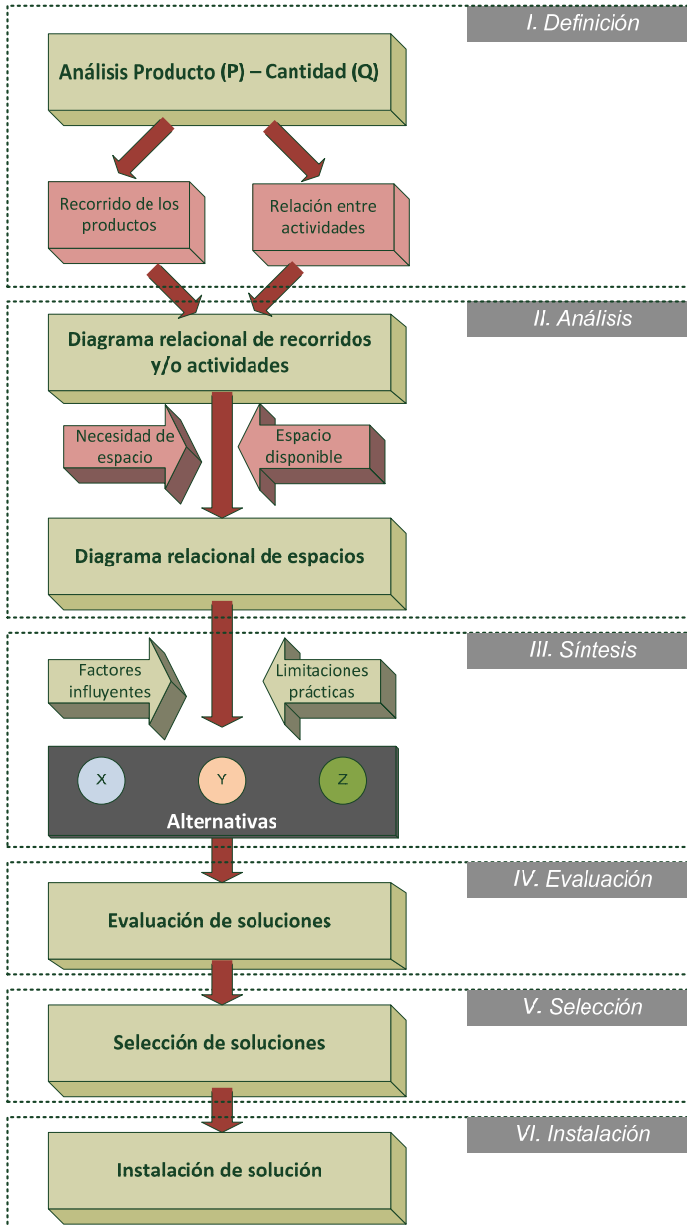 I. Definición
Análisis Producto (P) – Cantidad (Q)
Recorrido de los
productos
Relación entre
actividades
II. Análisis
Diagrama relacional de recorridos
y/o actividades
Necesidad de
espacio
Espacio
disponible
Diagrama relacional de espacios
III. Síntesis
Factores
influyentes
Limitaciones
prácticas
X
Y
Z
Alternativas
IV. Evaluación
Evaluación de soluciones
V. Selección
Selección de soluciones
VI. Instalación
Instalación de solución